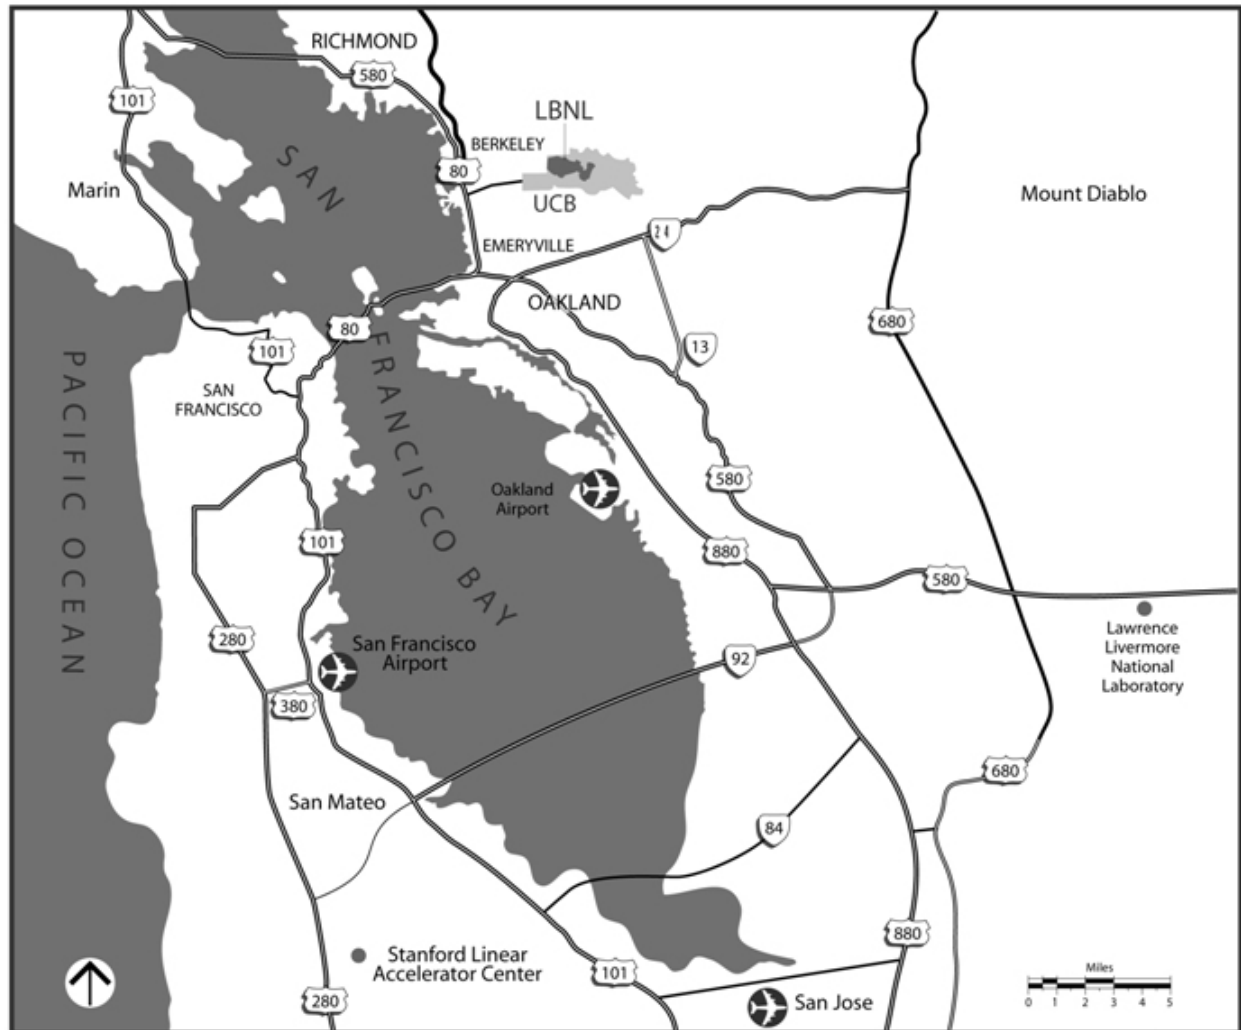 RICHMOND
580
101
LBNL
BERKELEY
80
SAN
Marin
UCB
Mount Diablo
24
EMERYVILLE
OAKLAND
680
80
13
101
FRANCISCO BAY
PACIFIC OCEAN
SAN
FRANCISCO
580
Oakland
Airport
101
880
580
280
San Francisco
Airport
92
Lawrence
Livermore
National
Laboratory
380
680
San Mateo
84
880
Stanford Linear
Accelerator Center
101
280
San Jose
Miles
0 1 2 3 4 5